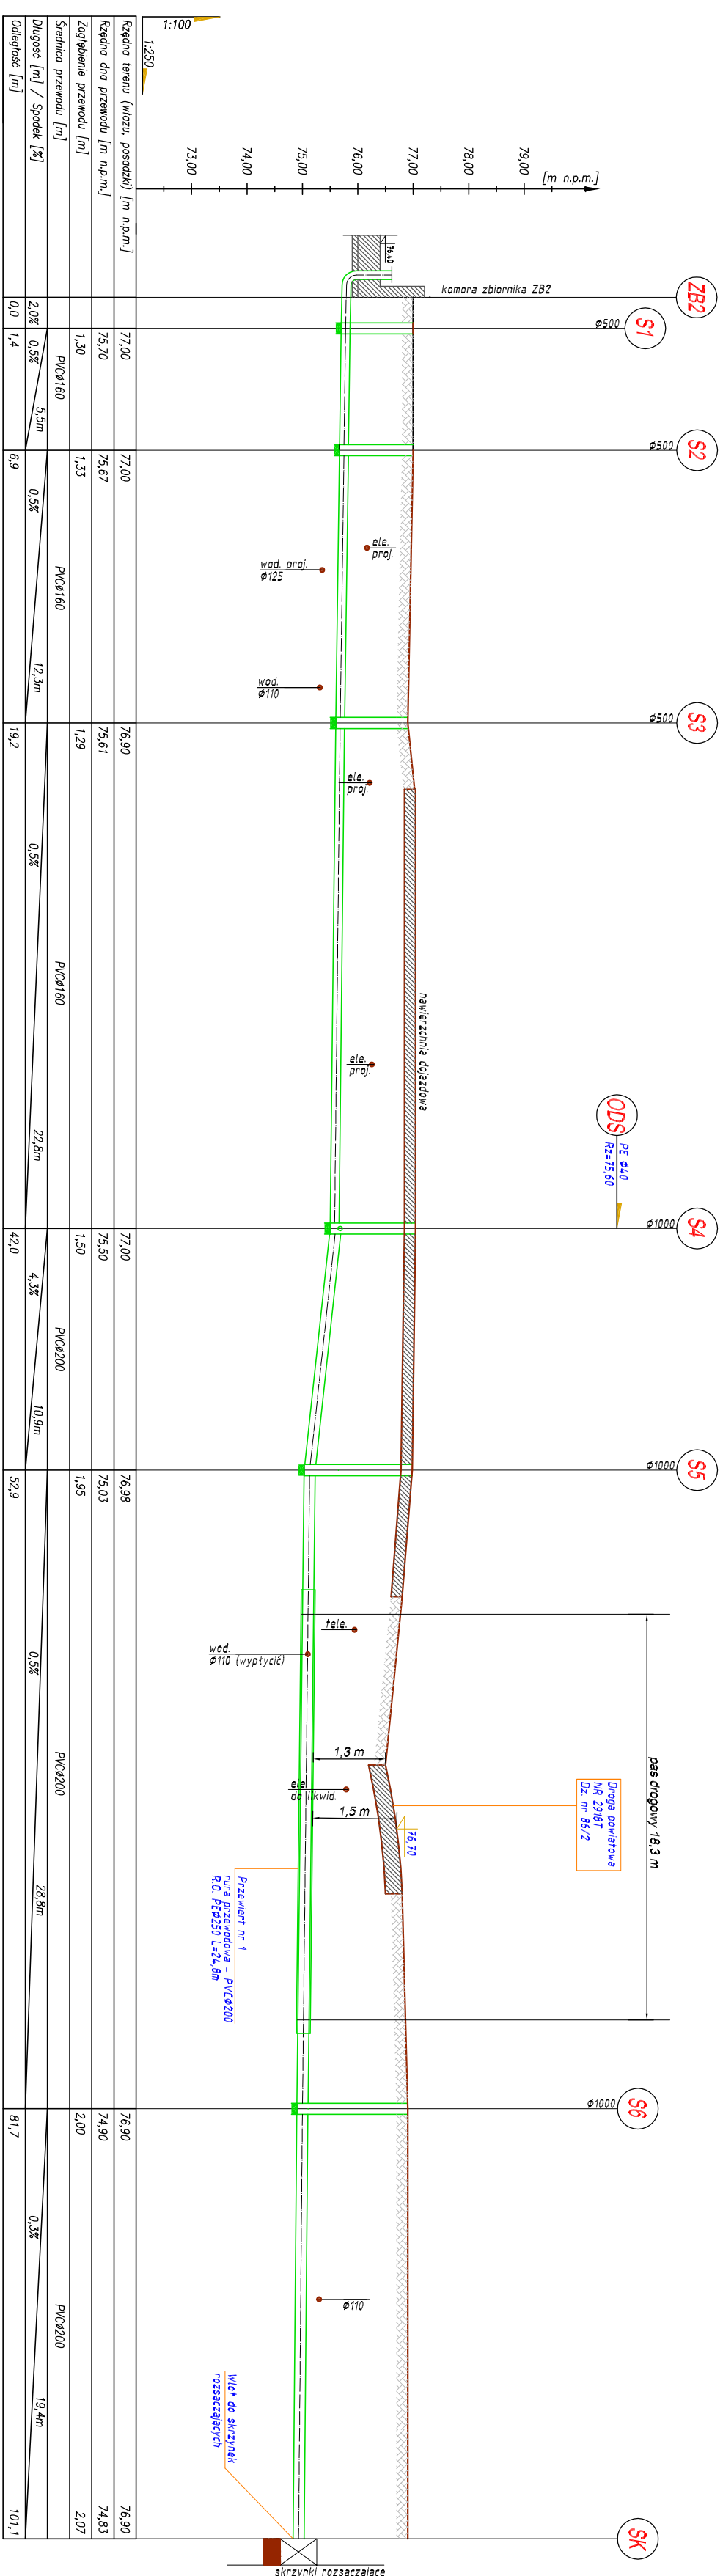 ZB2
S1
S2
S3
ODS
PE ø40
Rz=75,60
S4
S5
S6
SK
ø500
ø500
ø500
ø1000
ø1000
ø1000
[m n.p.m.]
79,00
78,00
77,00
76,00
75,00
74,00
73,00
1:100
1:250
komora zbiornika ZB2
76,40
ele.
proj.
wod. proj.
ø125
wod.
ø110
ele.
proj.
nawierzchnia dojazdowa
ele.
proj.
pas drogowy 18,3 m
Droga powiatowa
NR 2918T
Dz. nr 86/2
tele.
wod.
ø110 (wypłycić)
1,3 m
ele.
do likwid.
1,5 m
76,70
Przewiert nr 1
rura przewodowa - PVCø200
R.O. PEø250 L=24,8m
ø110
Wlot do skrzynek
rozsączających
skrzynki rozsączające
Rzędna terenu (włazu, posadzki) [m n.p.m.] 77,00 77,00 76,90 77,00 76,98 76,90 76,90
Rzędna dna przewodu [m n.p.m.] 75,70 75,67 75,61 75,50 75,03 74,90 74,83
Zagłębienie przewodu [m] 1,30 1,33 1,29 1,50 1,95 2,00 2,07
Średnica przewodu [m] PVCø160 PVCø160 PVCø160 PVCø200 PVCø200 PVCø200
Długość [m] / Spadek [%] 2,0% 0,5% 5,5m 0,5% 12,3m 0,5% 22,8m 4,3% 10,9m 0,5% 28,8m 0,3% 19,4m
Odległość [m] 0,0 1,4 6,9 19,2 42,0 52,9 81,7 101,1